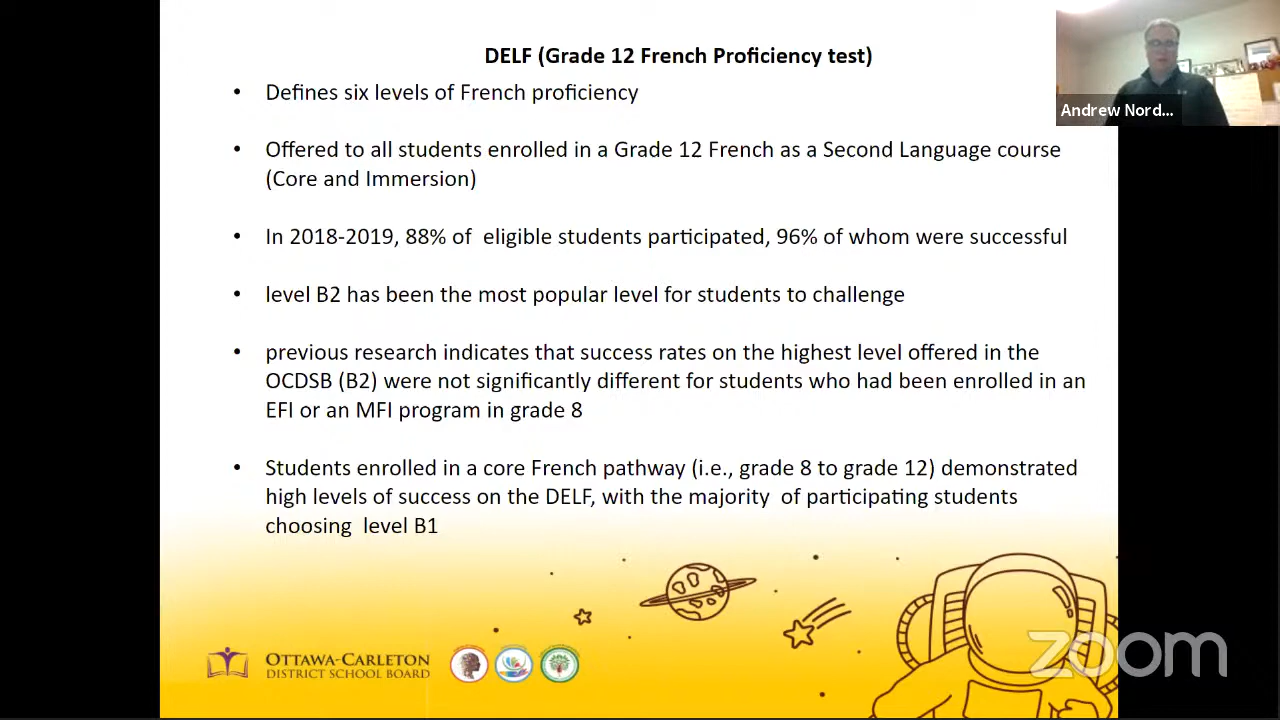 DELF (Grade 12 French Proficiency test)
• Defines six levels of French proficiency
• Offered to all students enrolled in a Grade 12 French as a Second Language course
(Core and Immersion)
• In 2018-2019, 88% of  eligible students participated, 96% of whom were successful
• level B2 has been the most popular level for students to challenge
• previous research indicates that success rates on the highest level offered in the
OCDSB (B2) were not significantly different for students who had been enrolled in an
EFI or an MFI program in grade 8
• Students enrolled in a core French pathway (i.e., grade 8 to grade 12) demonstrated
high levels of success on the DELF, with the majority  of participating students
choosing  level B1
Andrew Nord...
OTTAWA-CARLETON
DISTRICT SCHOOL BOARD
zoom